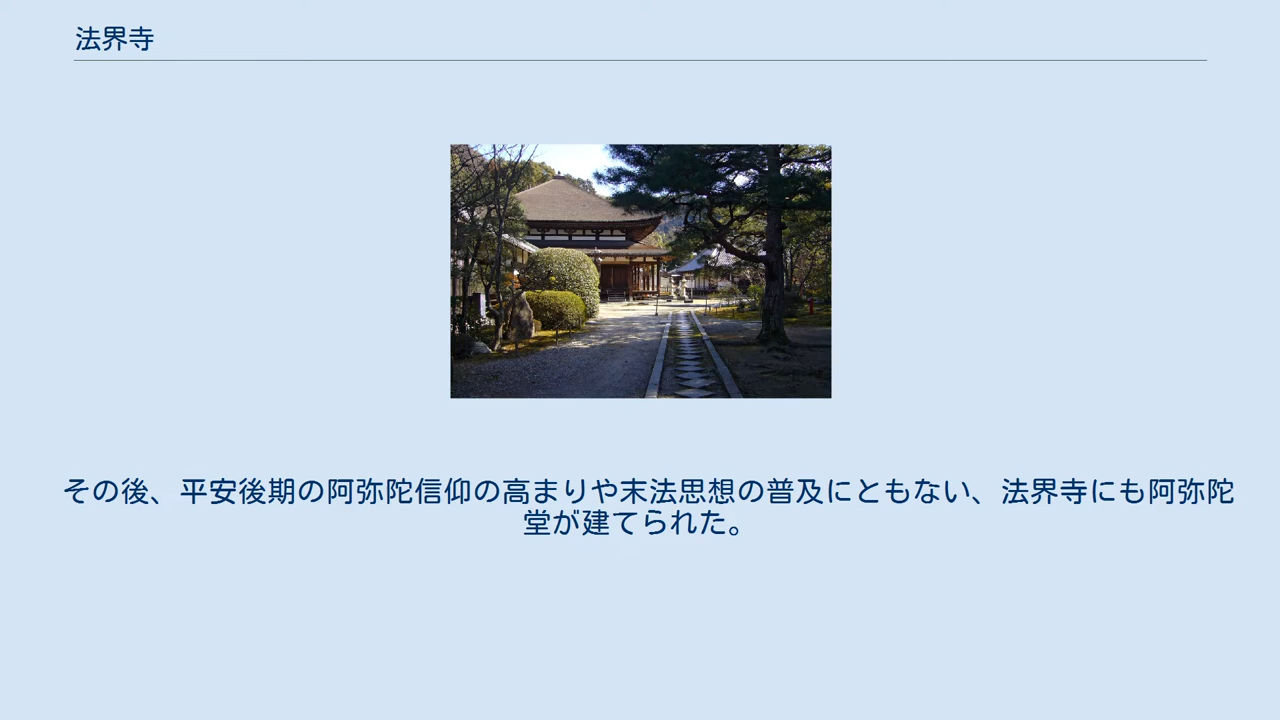 法界寺
その後、平安後期の阿弥陀信仰の高まりや末法思想の普及にともない、法界寺にも阿弥陀
堂が建てられた。